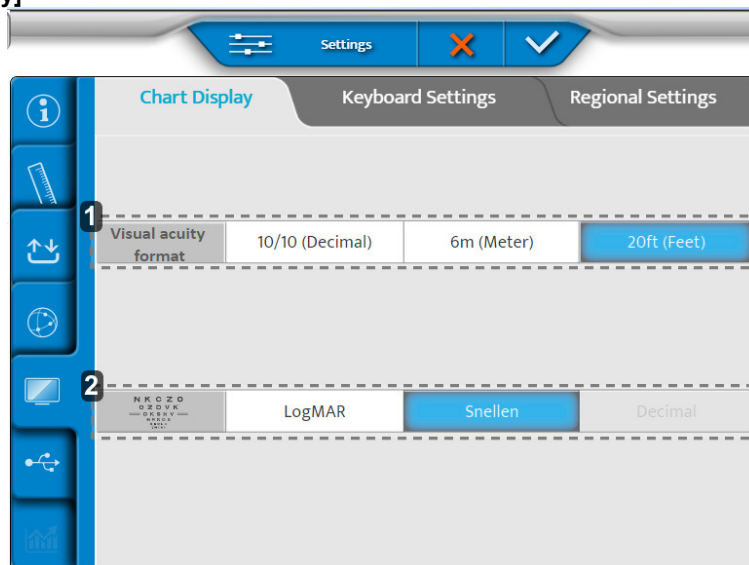 y]
Settings
Chart Display
Keyboard Settings
Regional Settings
1
Visual acuity
format
10/10 (Decimal)
6m (Meter)
20ft (Feet)
2
N K C Z O
LogMAR
Snellen
Decimal